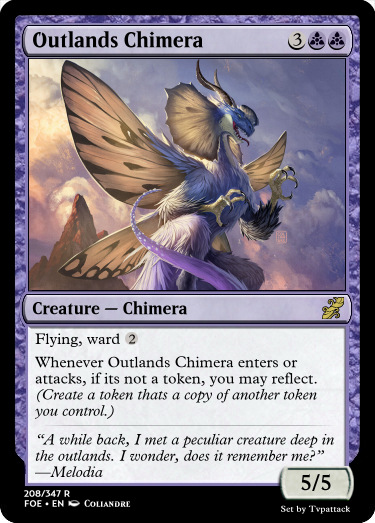 Outlands Chimera 3
Creature — Chimera
Flying, ward 2
Whenever Outlands Chimera enters or
attacks, if its not a token, you may reflect.
(Create a token thats a copy of another token
you control.)
“A while back, I met a peculiar creature deep in
the outlands. I wonder, does it remember me?”
—Melodia
5/5
208/347 R
FOE • EN Coliandre
Set by Tvpattack